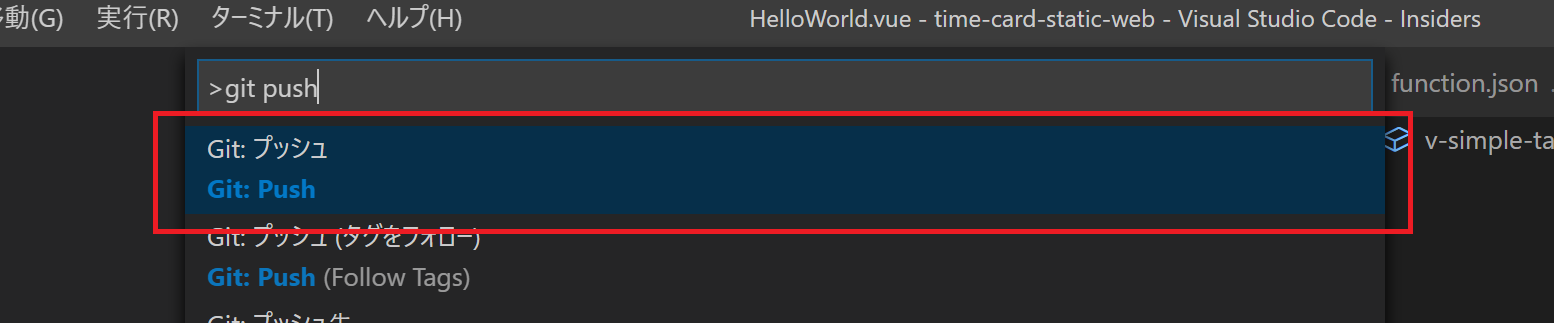 動(G) 実行(R) ターミナル(T) ヘルプ(H) HelloWorld.vue - time-card-static-web - Visual Studio Code - Insiders
>git push
function.json
Git: プッシュ
v-simple-ta
Git: Push
Git: プッシュ (タグをフォロー)
Git: Push (Follow Tags)
Git: プッシュ先